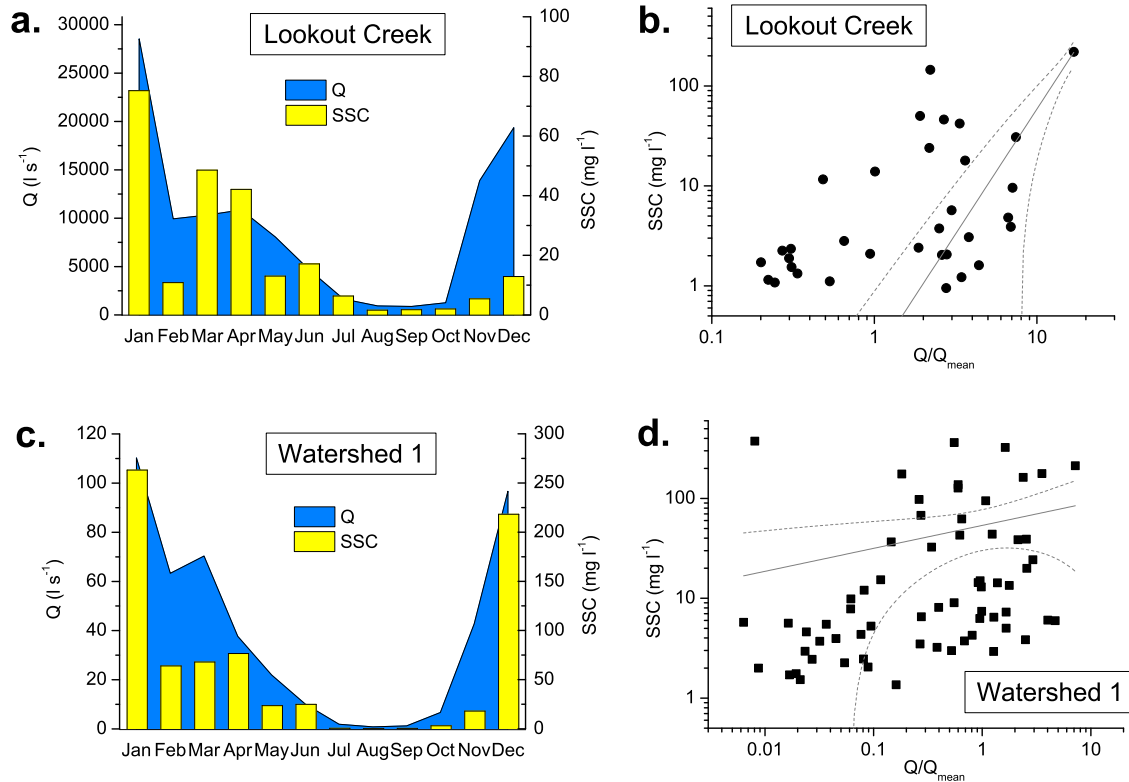 a.
Lookout Creek
Q
SSC
30000
25000
20000
15000
10000
5000
0
Q (l s-1)
100
80
60
40
20
0
SSC (mg l-1)
Jan Feb Mar Apr May Jun Jul Aug Sep Oct Nov Dec
b.
Lookout Creek
100
10
1
SSC (mg l-1)
0.1 1 10
Q/Qmean
c.
Watershed 1
Q
SSC
120
100
80
60
40
20
0
Q (l s-1)
300
250
200
150
100
50
0
SSC (mg l-1)
Jan Feb Mar Apr May Jun Jul Aug Sep Oct Nov Dec
d.
100
10
1
SSC (mg l-1)
Watershed 1
0.01 0.1 1 10
Q/Qmean